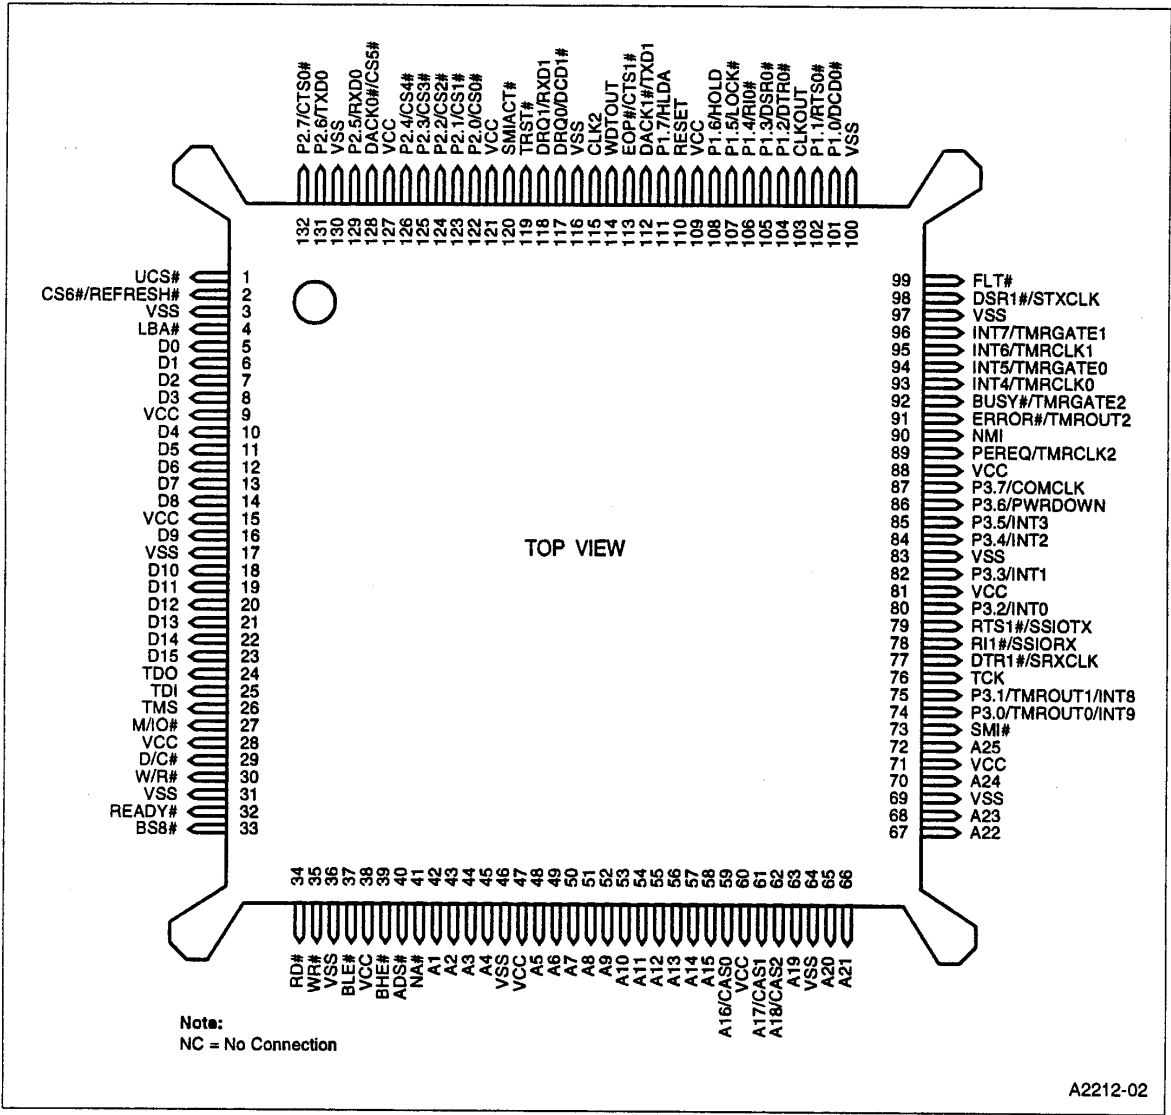 P2.7/CTS0#
P2.6/TXD0
VSS
P2.5/RXD0
DACK0#/CS5#
VCC
P2.4/CS4#
P2.3/CS3#
P2.2/CS2#
P2.1/CS1#
P2.0/CS0#
VCC
SMIACT#
TRST#
DRQ1/RXD1
DRQ0/DCD1#
VSS
CLK2
WDTOUT
EOP#/CTS1#
DACK1#/TXD1
P1.7/HLDA
RESET
VCC
P1.6/HOLD
P1.5/LOCK#
P1.4/RI0#
P1.3/DSR0#
P1.2/DTR0#
CLKOUT
P1.1/RTS0#
P1.0/DCD0#
VSS
132
131
130
129
128
127
126
125
124
123
122
121
120
119
118
117
116
115
114
113
112
111
110
109
108
107
106
105
104
103
102
101
100
UCS# 1
CS6#/REFRESH# 2
VSS 3
LBA# 4
D0 5
D1 6
D2 7
D3 8
VCC 9
D4 10
D5 11
D6 12
D7 13
D8 14
VCC 15
D9 16
VSS 17
D10 18
D11 19
D12 20
D13 21
D14 22
D15 23
TDO 24
TDI 25
TMS 26
M/IO# 27
VCC 28
D/C# 29
W/R# 30
VSS 31
READY# 32
BS8# 33
TOP VIEW
99 FLT#
98 DSR1#/STXCLK
97 VSS
96 INT7/TMRGATE1
95 INT6/TMRCLK1
94 INT5/TMRGATE0
93 INT4/TMRCLK0
92 BUSY#/TMRGATE2
91 ERROR#/TMROUT2
90 NMI
89 PEREQ/TMRCLK2
88 VCC
87 P3.7/COMCLK
86 P3.6/PWRDOWN
85 P3.5/INT3
84 P3.4/INT2
83 VSS
82 P3.3/INT1
81 VCC
80 P3.2/INT0
79 RTS1#/SSIOTX
78 RI1#/SSIORX
77 DTR1#/SRXCLK
76 TCK
75 P3.1/TMROUT1/INT8
74 P3.0/TMROUT0/INT9
73 SMI#
72 A25
71 VCC
70 A24
69 VSS
68 A23
67 A22
34
35
36
37
38
39
40
41
42
43
44
45
46
47
48
49
50
51
52
53
54
55
56
57
58
59
60
61
62
63
64
65
66
RD#
WR#
VSS
BLE#
VCC
BHE#
ADS#
NA#
A1
A2
A3
A4
VSS
VCC
A5
A6
A7
A8
A9
A10
A11
A12
A13
A14
A15
A16/CAS0
VCC
A17/CAS1
A18/CAS2
A19
VSS
A20
A21
Note:
NC = No Connection
A2212-02